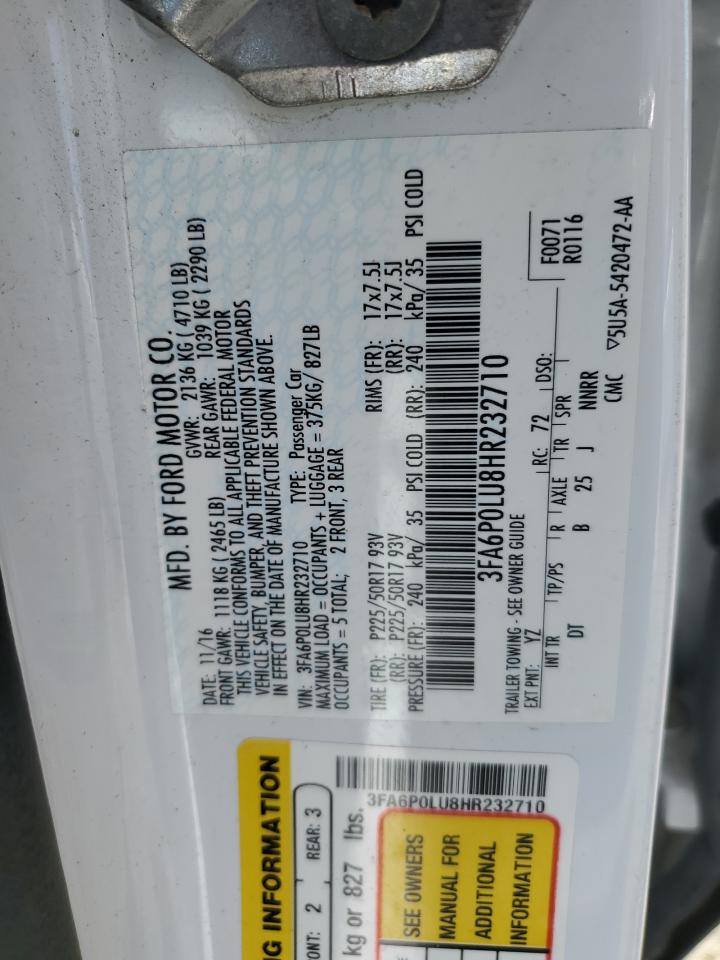 MFD. BY FORD MOTOR CO.
DATE: 11/16 GVWR: 2136 KG ( 4710 LB)
FRONT GAWR: 1118 KG ( 2465 LB) REAR GAWR: 1039 KG ( 2290 LB)
THIS VEHICLE CONFORMS TO ALL APPLICABLE FEDERAL MOTOR
VEHICLE SAFETY, BUMPER, AND THEFT PREVENTION STANDARDS
IN EFFECT ON THE DATE OF MANUFACTURE SHOWN ABOVE.
VIN: 3FA6P0LU8HR232710 TYPE: Passenger Car
MAXIMUM LOAD = OCCUPANTS + LUGGAGE = 375KG/ 827LB
OCCUPANTS = 5 TOTAL; 2 FRONT, 3 REAR
TIRE (FR): P225/50R17 93V RIMS (FR): 17x7.5J
(RR): P225/50R17 93V (RR): 17x7.5J
PRESSURE (FR): 240 kPa/ 35 PSI COLD (RR): 240 kPa/ 35 PSI COLD
3FA6P0LU8HR232710
TRAILER TOWING - SEE OWNER GUIDE
EXT PNT: YZ RC: 72 DSO: F0071
R0116
INT TR TP/PS R AXLE TR SPR
DT B 25 J NNRR
CMC ▽5U5A-5420472-AA
NG INFORMATION
ONT: 2 REAR: 3
kg or 827 lbs.
3FA6P0LU8HR232710
SEE OWNERS
MANUAL FOR
ADDITIONAL
INFORMATION